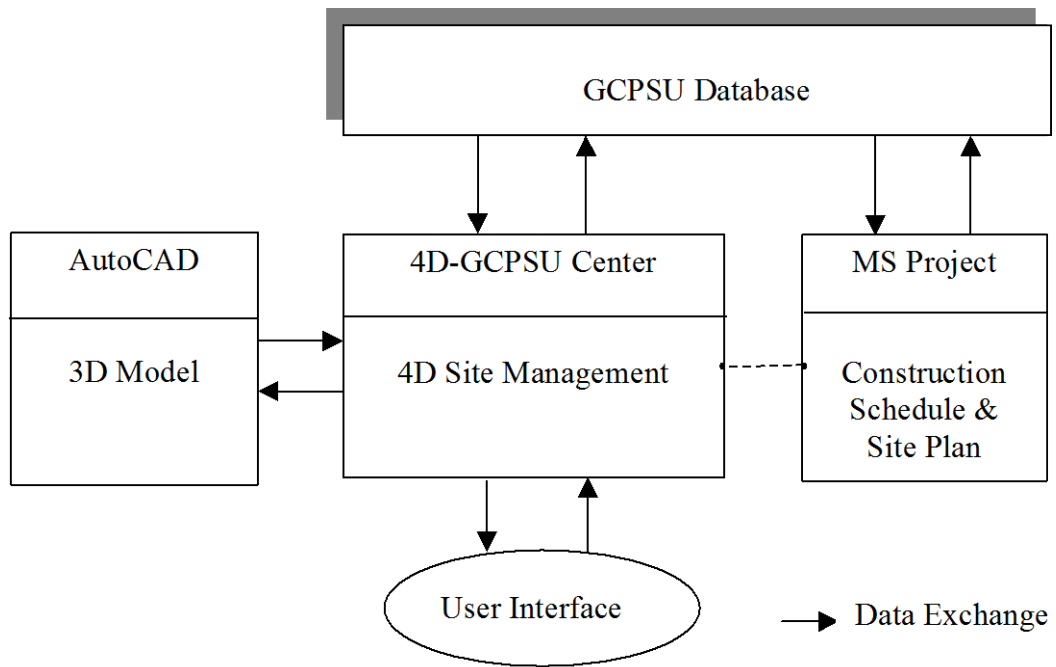 GCPSU Database
AutoCAD
3D Model
4D-GCPSU Center
4D Site Management
MS Project
Construction
Schedule &
Site Plan
User Interface
Data Exchange